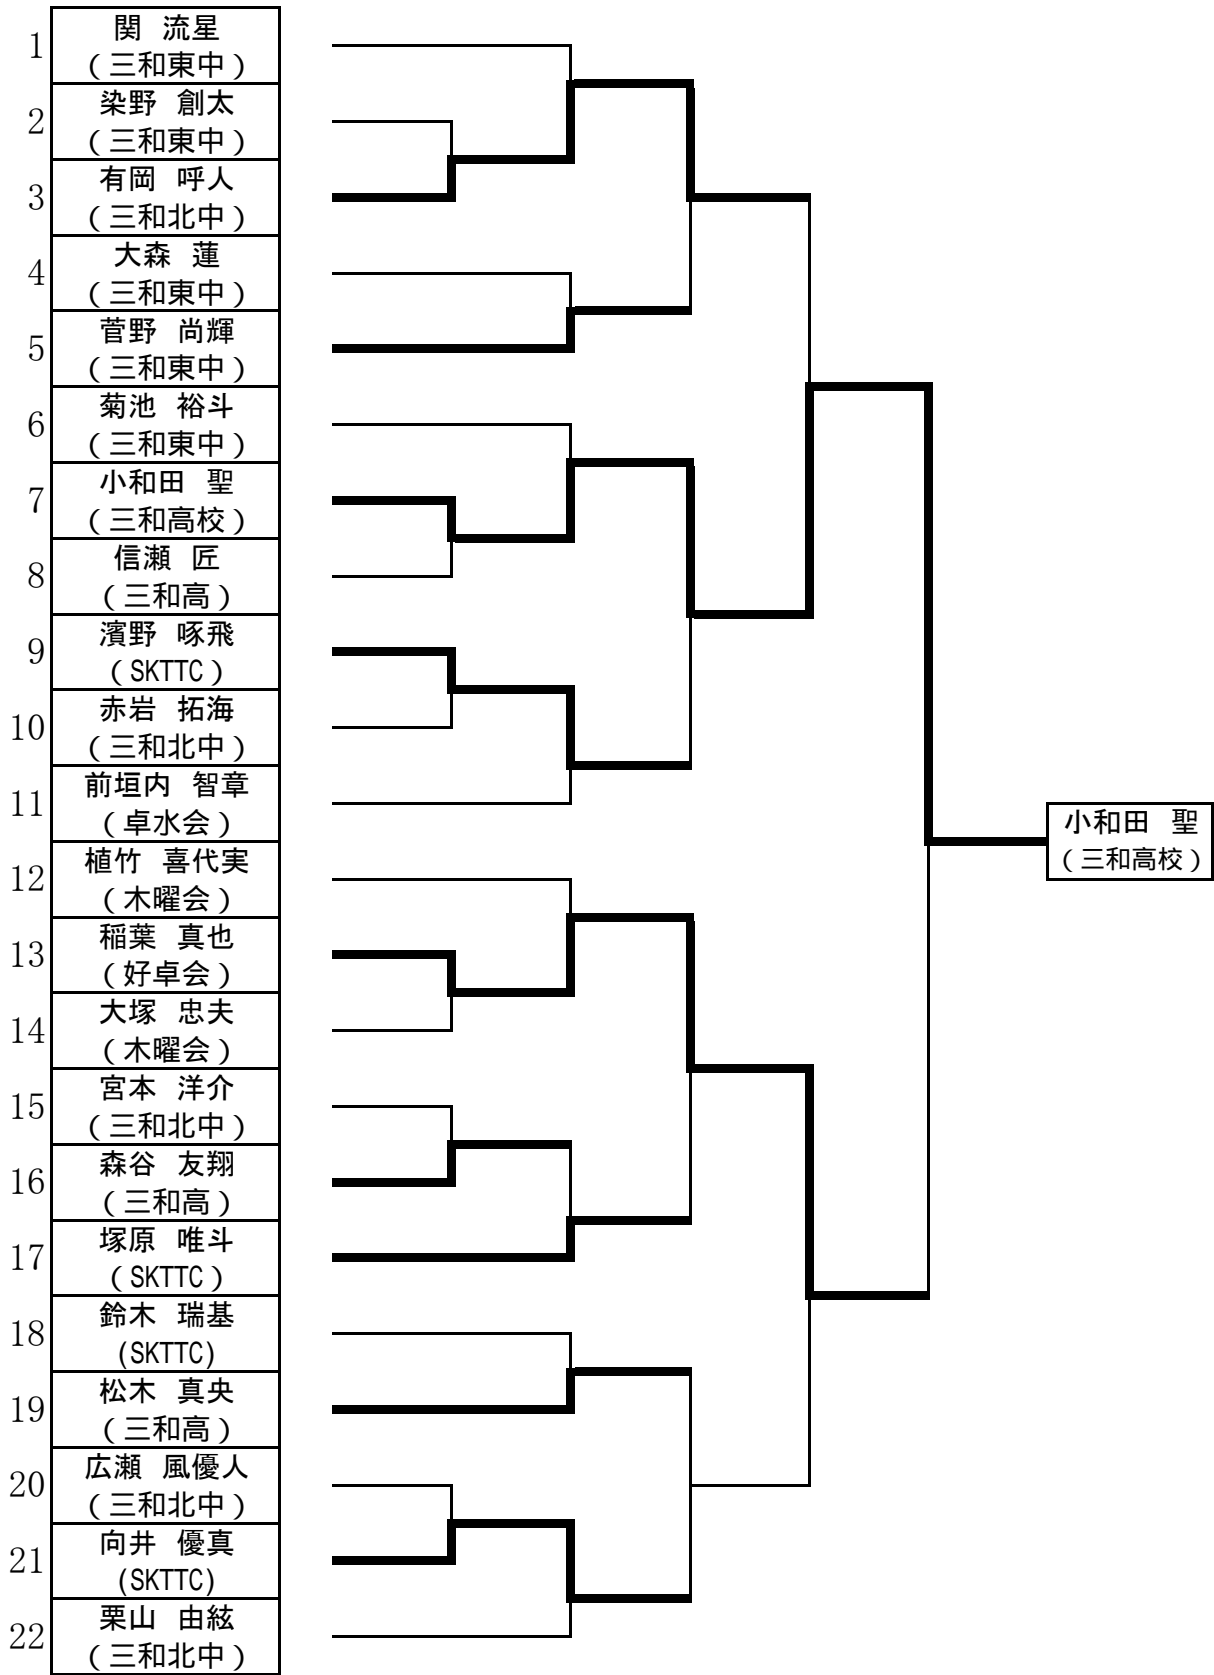 1
関 流星
(三和東中)
2
染野 創太
(三和東中)
3
有岡 呼人
(三和北中)
4
大森 蓮
(三和東中)
5
菅野 尚輝
(三和東中)
6
菊池 裕斗
(三和東中)
7
小和田 聖
(三和高校)
8
信瀬 匠
(三和高)
9
濱野 啄飛
(SKTTC)
10
赤岩 拓海
(三和北中)
11
前垣内 智章
(卓水会)
小和田 聖
(三和高校)
12
植竹 喜代実
(木曜会)
13
稲葉 真也
(好卓会)
14
大塚 忠夫
(木曜会)
15
宮本 洋介
(三和北中)
16
森谷 友翔
(三和高)
17
塚原 唯斗
(SKTTC)
18
鈴木 瑞基
(SKTTC)
19
松木 真央
(三和高)
20
広瀬 風優人
(三和北中)
21
向井 優真
(SKTTC)
22
栗山 由絃
(三和北中)